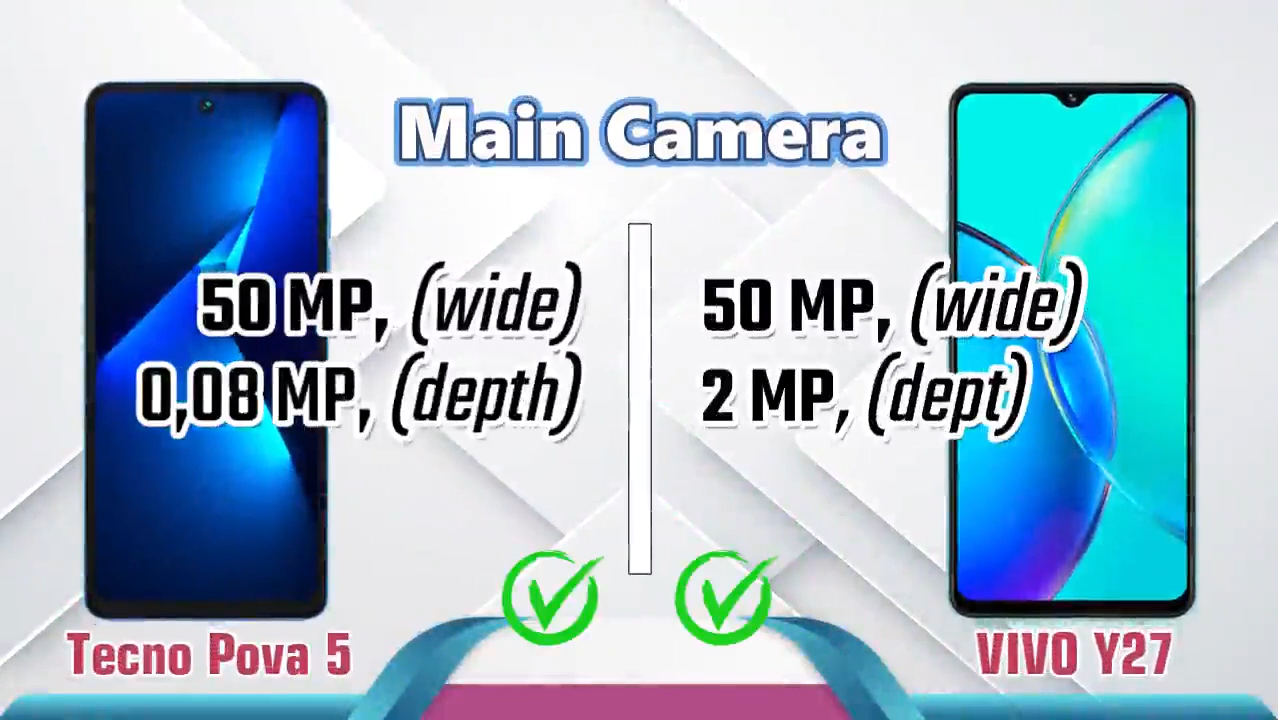 Main Camera
50 MP, (wide)
0,08 MP, (depth)
50 MP, (wide)
2 MP, (dept)
Tecno Pova 5
VIVO Y27